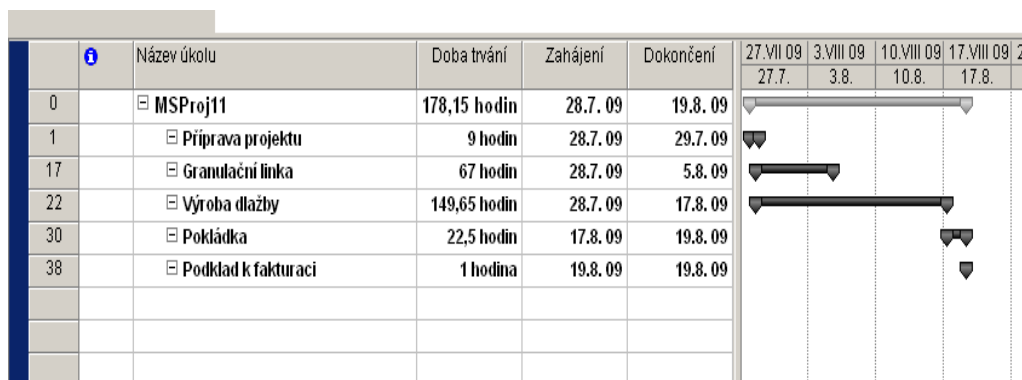 Název úkolu Doba trvání Zahájení Dokončení 27.VII 09 3.VIII 09 10.VIII 09 17.VIII 09 2
27.7. 3.8. 10.8. 17.8.
0 MSProj11 178,15 hodin 28.7. 09 19.8. 09
1 Příprava projektu 9 hodin 28.7. 09 29.7. 09
17 Granulační linka 67 hodin 28.7. 09 5.8. 09
22 Výroba dlažby 149,65 hodin 28.7. 09 17.8. 09
30 Pokládka 22,5 hodin 17.8. 09 19.8. 09
38 Podklad k fakturaci 1 hodina 19.8. 09 19.8. 09